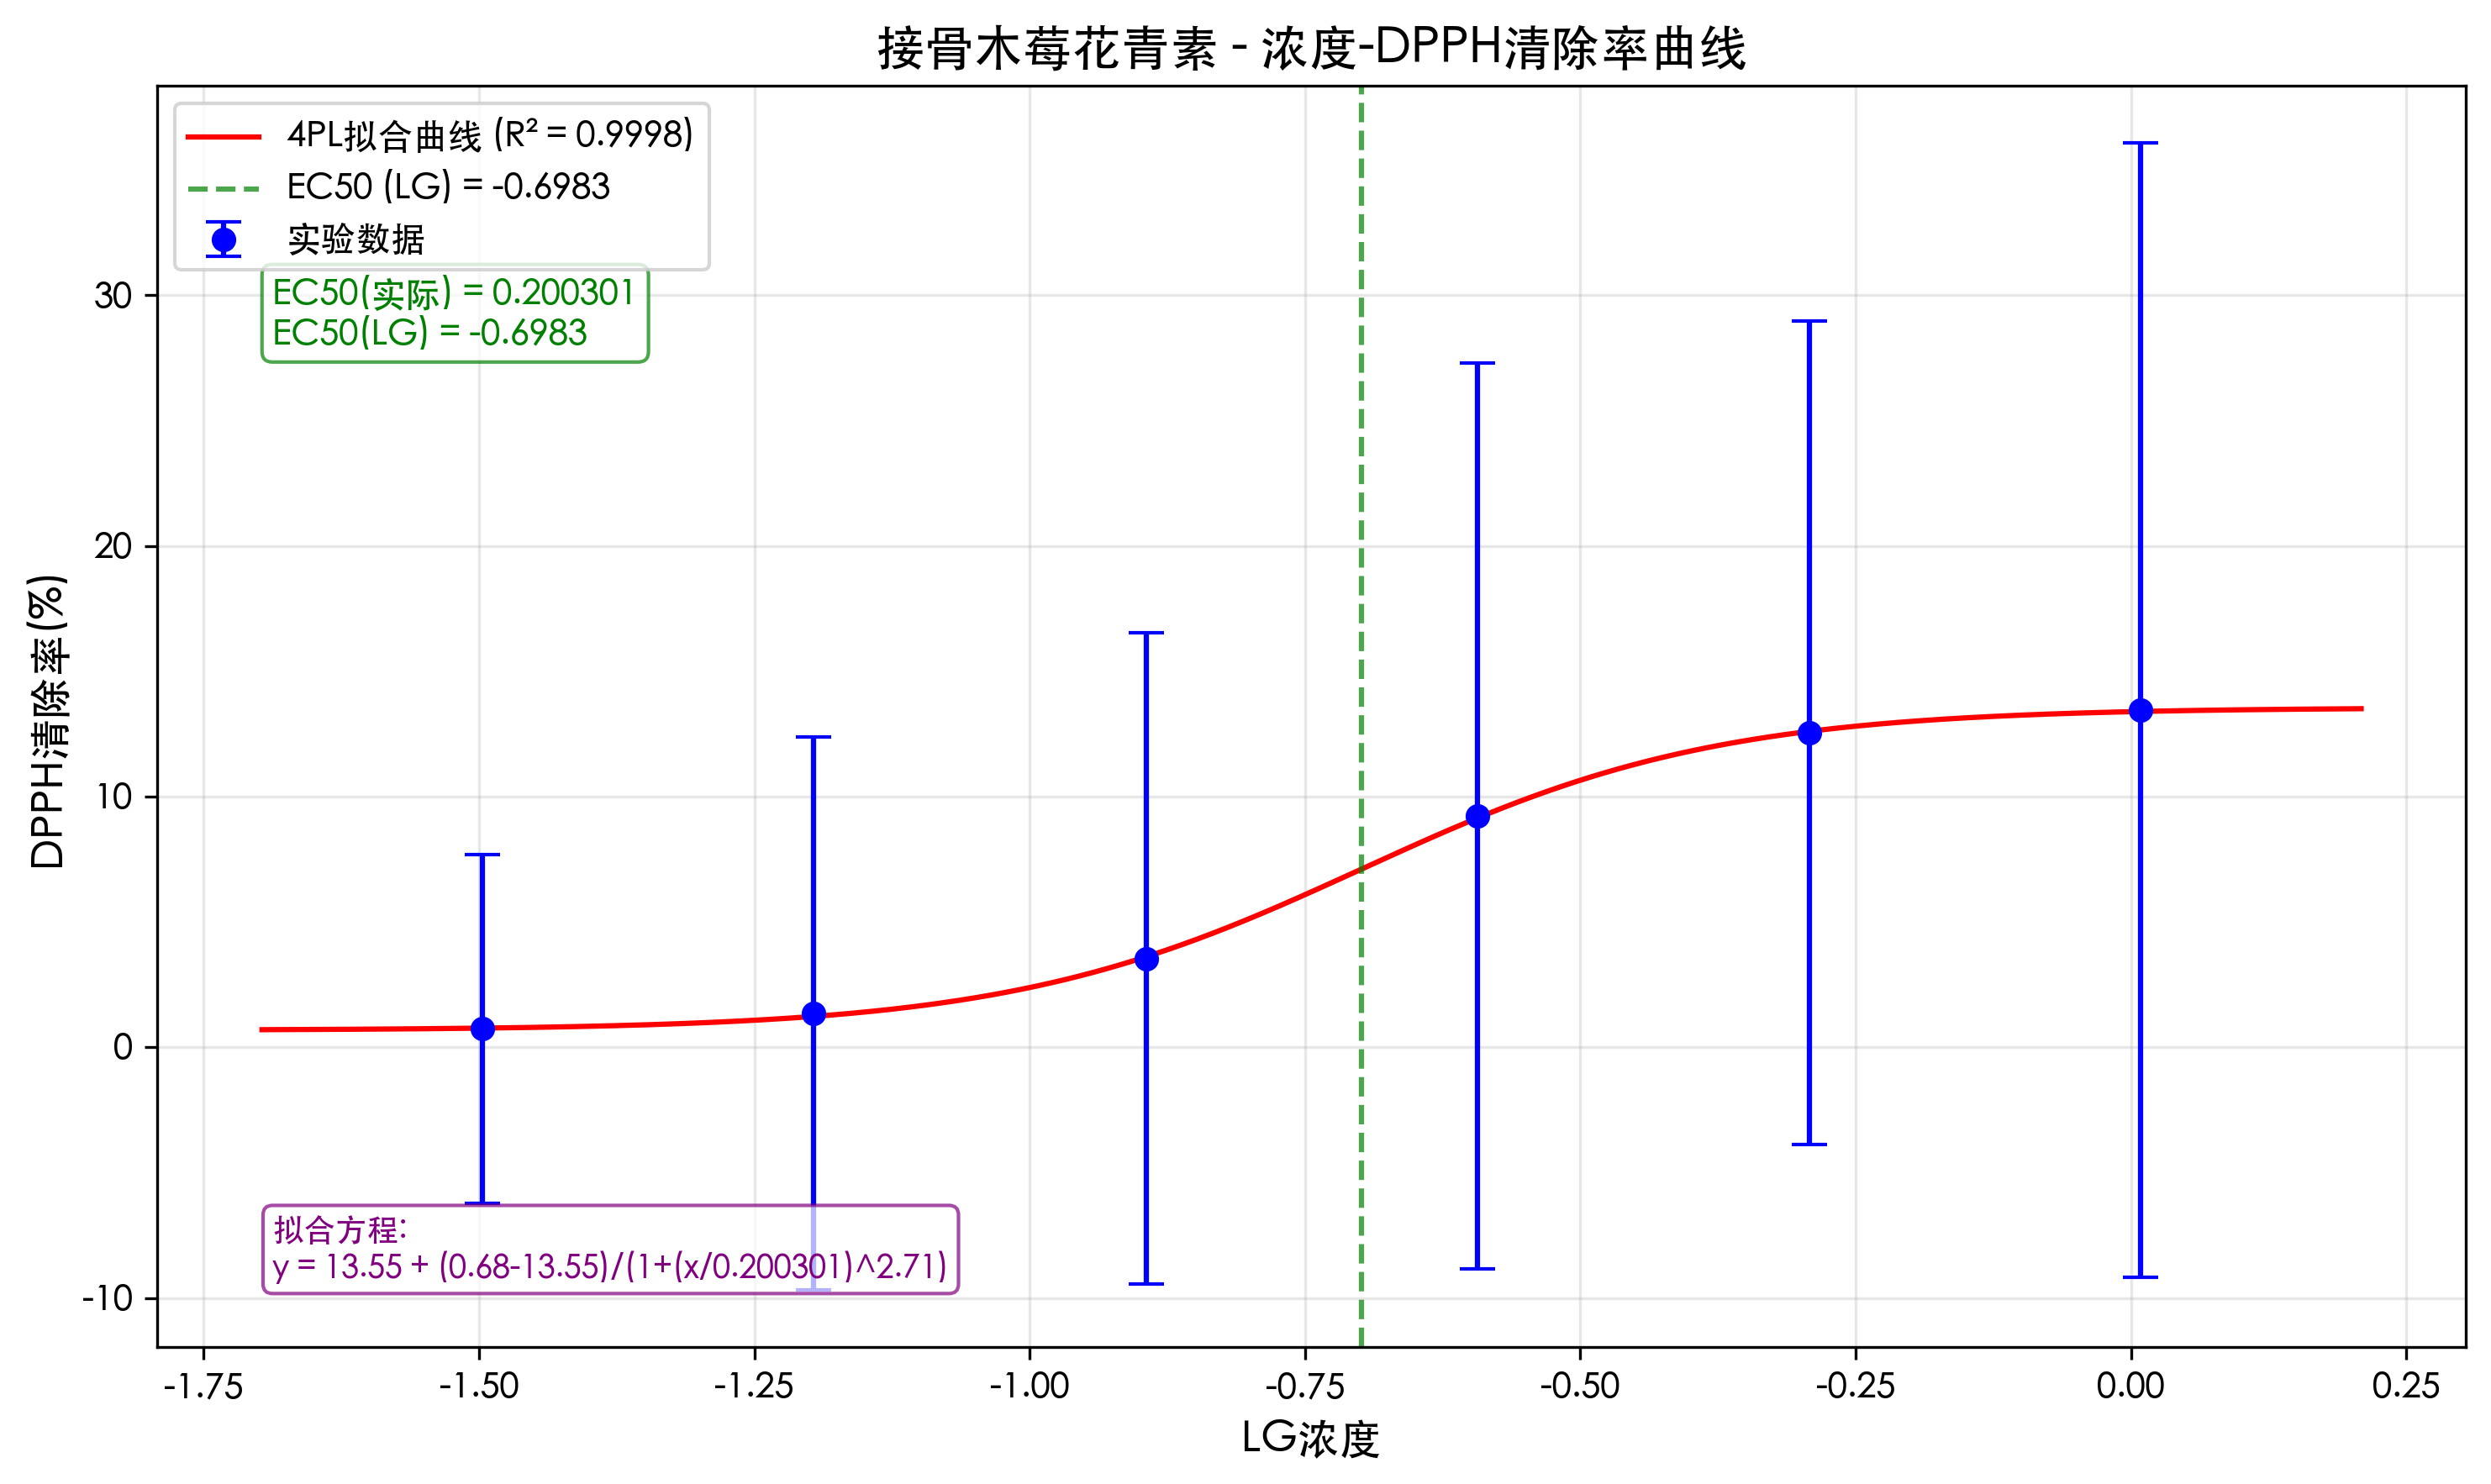 接骨木莓花青素 - 浓度-DPPH清除率曲线
4PL拟合曲线 (R² = 0.9998)
EC50 (LG) = -0.6983
实验数据
EC50(实际) = 0.200301
EC50(LG) = -0.6983
DPPH清除率(%)
30
20
10
0
-10
拟合方程:
y = 13.55 + (0.68-13.55)/(1+(x/0.200301)^2.71)
-1.75
-1.50
-1.25
-1.00
-0.75
-0.50
-0.25
0.00
0.25
LG浓度